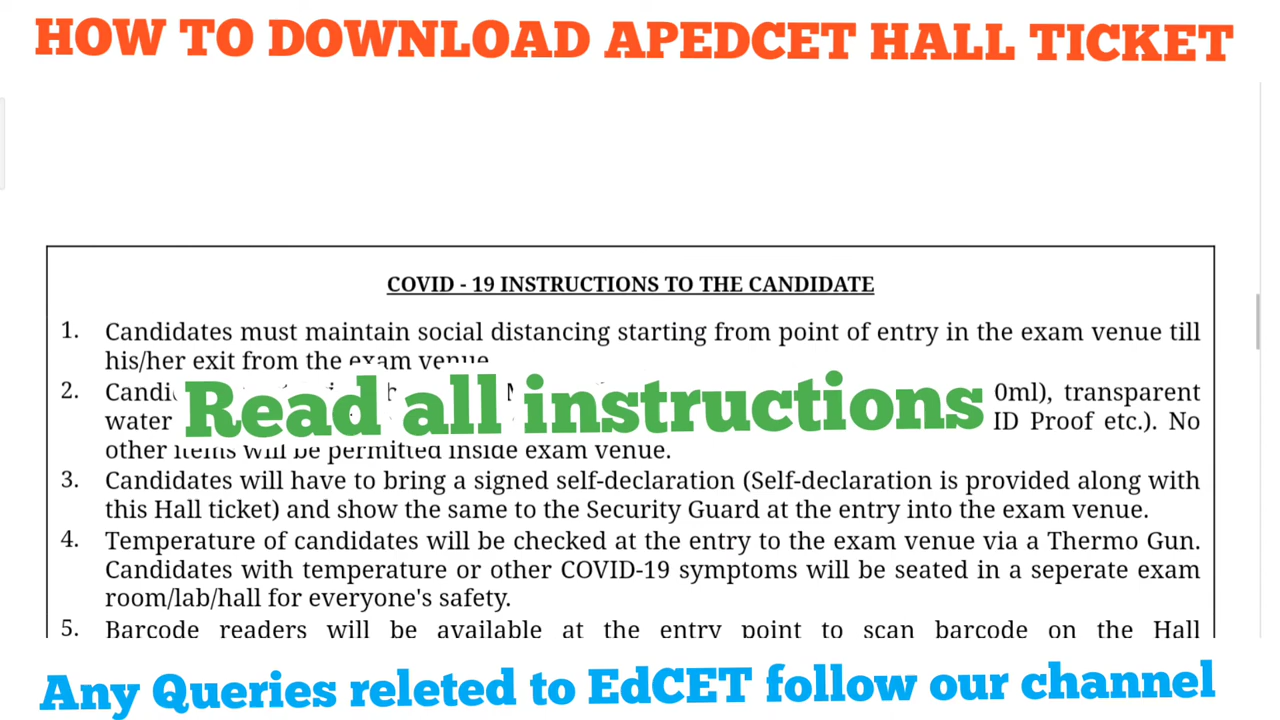 HOW TO DOWNLOAD APEDCET HALL TICKET
COVID - 19 INSTRUCTIONS TO THE CANDIDATE
1. Candidates must maintain social distancing starting from point of entry in the exam venue till
his/her exit from the exam venue
2. 0ml), transparent
Read all instructions
water ID Proof etc.). No
other items will be permitted inside exam venue.
3. Candidates will have to bring a signed self-declaration (Self-declaration is provided along with
this Hall ticket) and show the same to the Security Guard at the entry into the exam venue.
4. Temperature of candidates will be checked at the entry to the exam venue via a Thermo Gun.
Candidates with temperature or other COVID-19 symptoms will be seated in a seperate exam
room/lab/hall for everyone's safety.
5. Barcode readers will be available at the entry point to scan barcode on the Hall
Any Queries releted to EdCET follow our channel